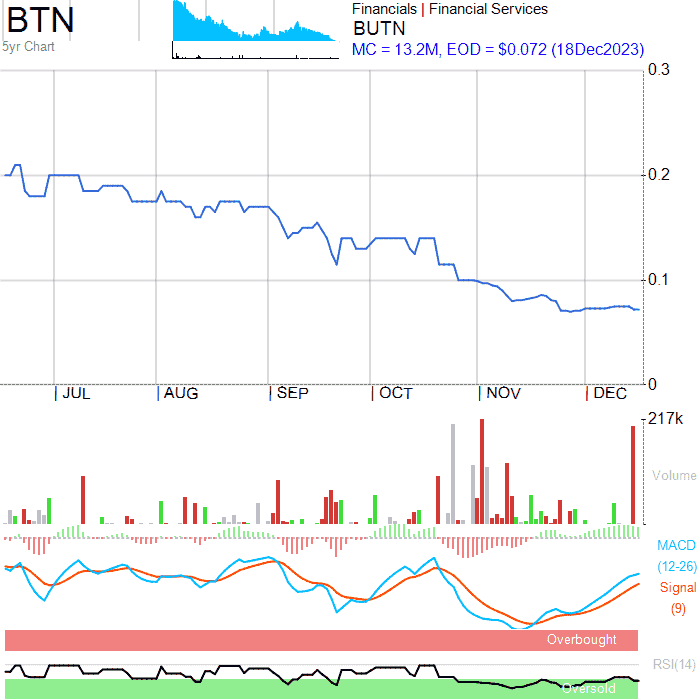 BTN
5yr Chart
Financials | Financial Services
BUTN
MC = 13.2M, EOD = $0.072 (18Dec2023)
0.3
0.2
0.1
0
JUL AUG SEP OCT NOV DEC
217k
Volume
MACD
(12-26)
Signal
(9)
Overbought
RSI(14)
Oversold